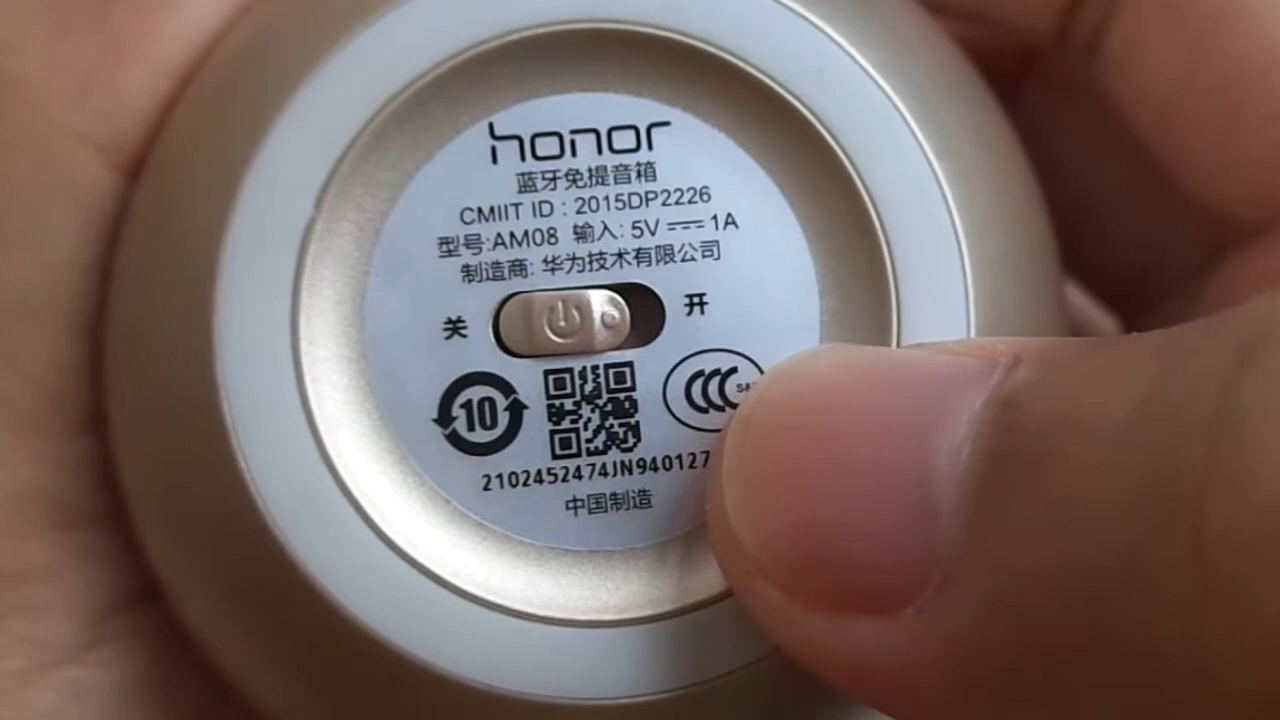 honor
蓝牙免提音箱
CMIIT ID : 2015DP2226
型号:AM08 输入: 5V ⎓ 1A
制造商: 华为技术有限公司
关
开
10
CCC
2102452474JN940127
中国制造